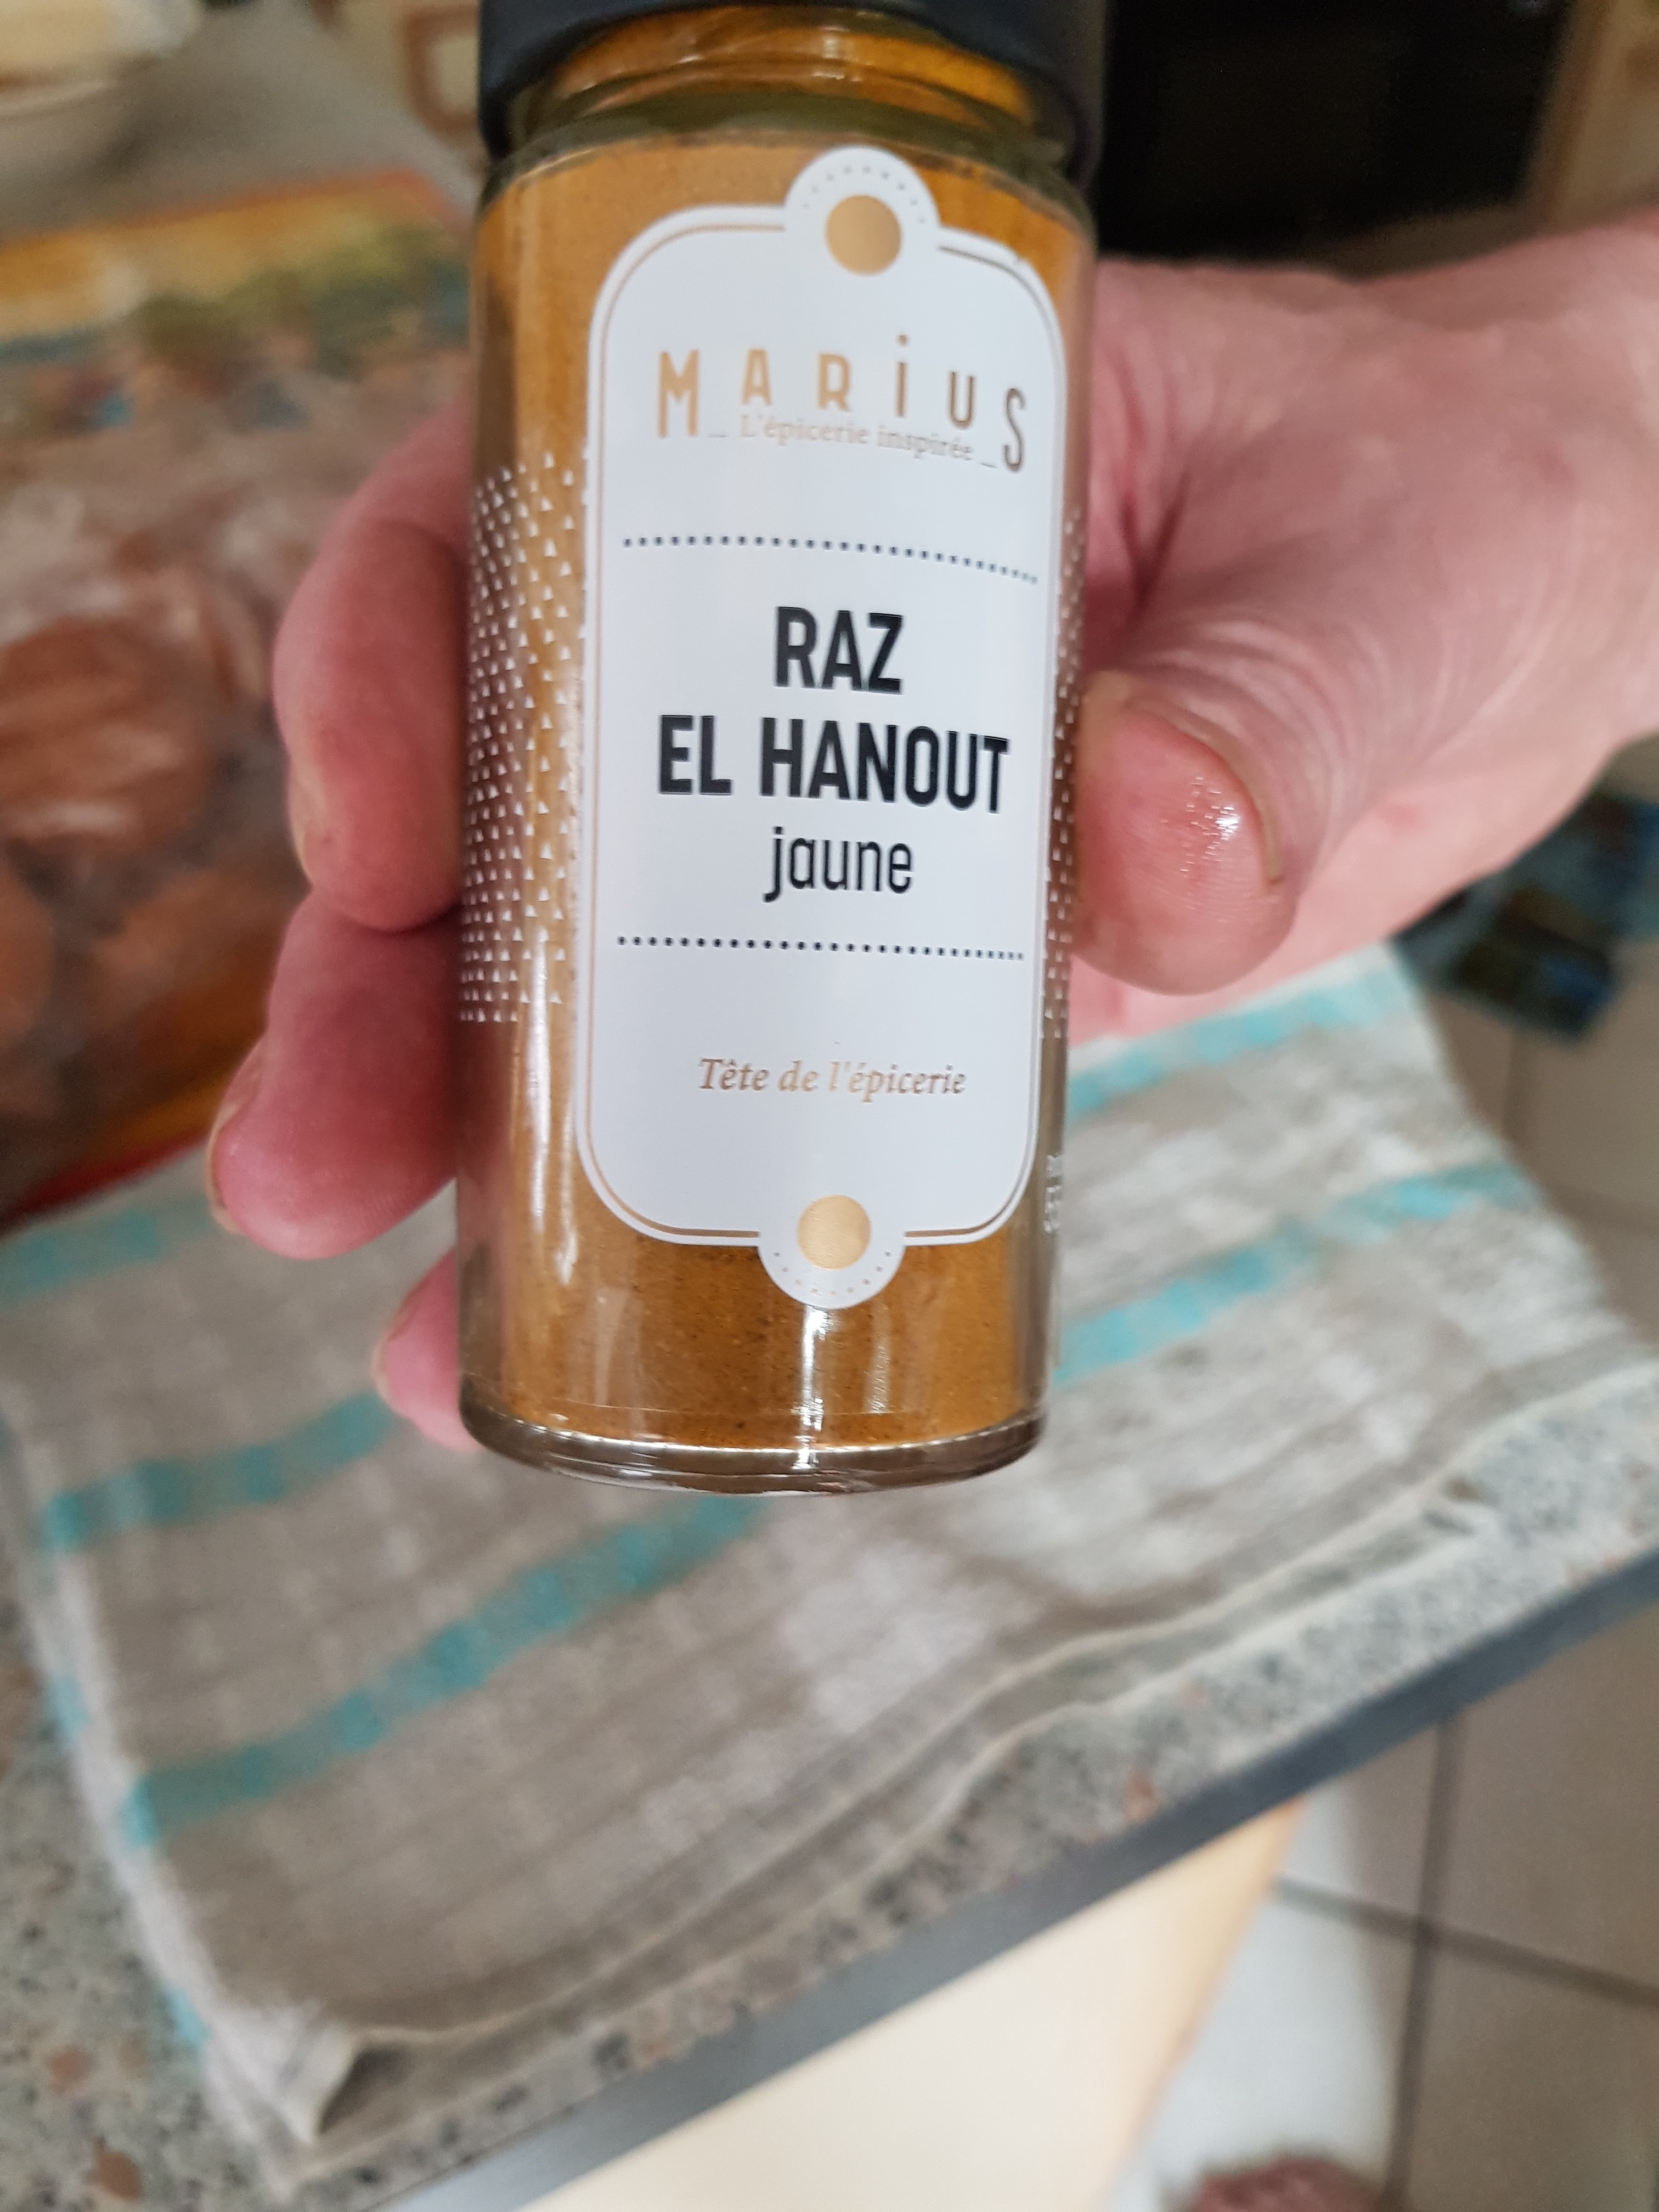 MARiUS
L'épicerie inspirée
RAZ
EL HANOUT
jaune
Tête de l'épicerie